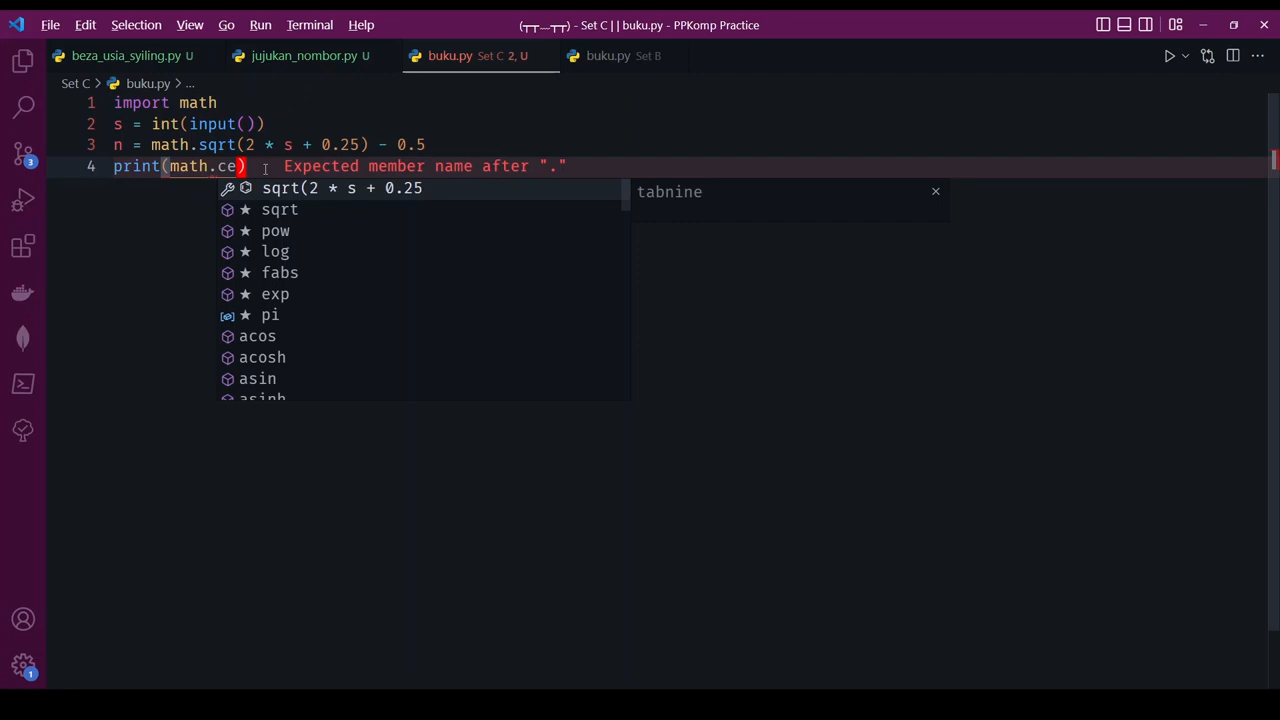 File Edit Selection View Go Run Terminal Help (┬┬﹏┬┬) - Set C || buku.py - PPKomp Practice
beza_usia_syiling.py U jujukan_nombor.py U buku.py Set C 2, U buku.py Set B
Set C > buku.py > ...
1 import math
2 s = int(input())
3 n = math.sqrt(2 * s + 0.25) - 0.5
4 print(math.ce) Expected member name after "."
sqrt(2 * s + 0.25 tabnine
★ sqrt
★ pow
★ log
★ fabs
★ exp
★ pi
acos
acosh
asin
asinh
3
1